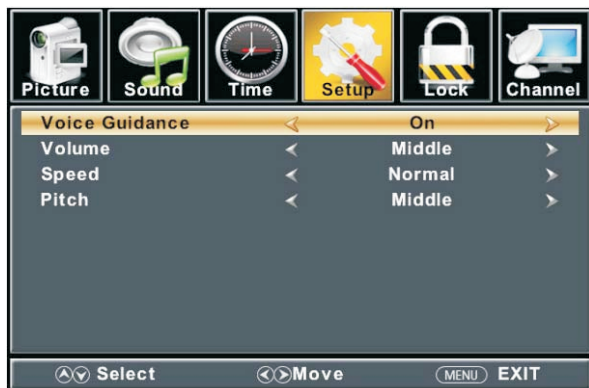 Picture Sound Time Setup Lock Channel
Voice Guidance On
Volume Middle
Speed Normal
Pitch Middle
Select Move MENU EXIT